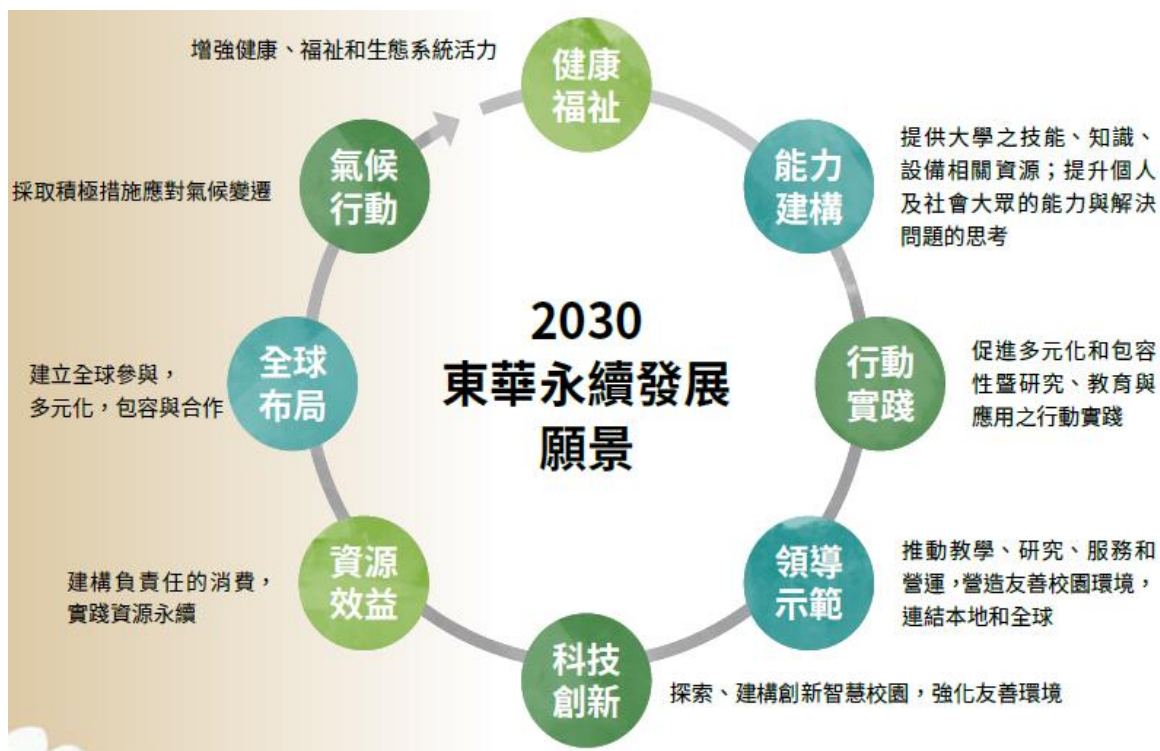 增強健康、福祉和生態系統活力
健康
福祉
能力
建構
提供大學之技能、知識、
設備相關資源；提升個人
及社會大眾的能力與解決
問題的思考
行動
實踐
促進多元化和包容
性暨研究、教育與
應用之行動實踐
領導
示範
推動教學、研究、服務和
營運，營造友善校園環境，
連結本地和全球
科技
創新
探索、建構創新智慧校園，強化友善環境
資源
效益
建構負責任的消費，
實踐資源永續
全球
布局
建立全球參與，
多元化，包容與合作
氣候
行動
採取積極措施應對氣候變遷
2030
東華永續發展
願景